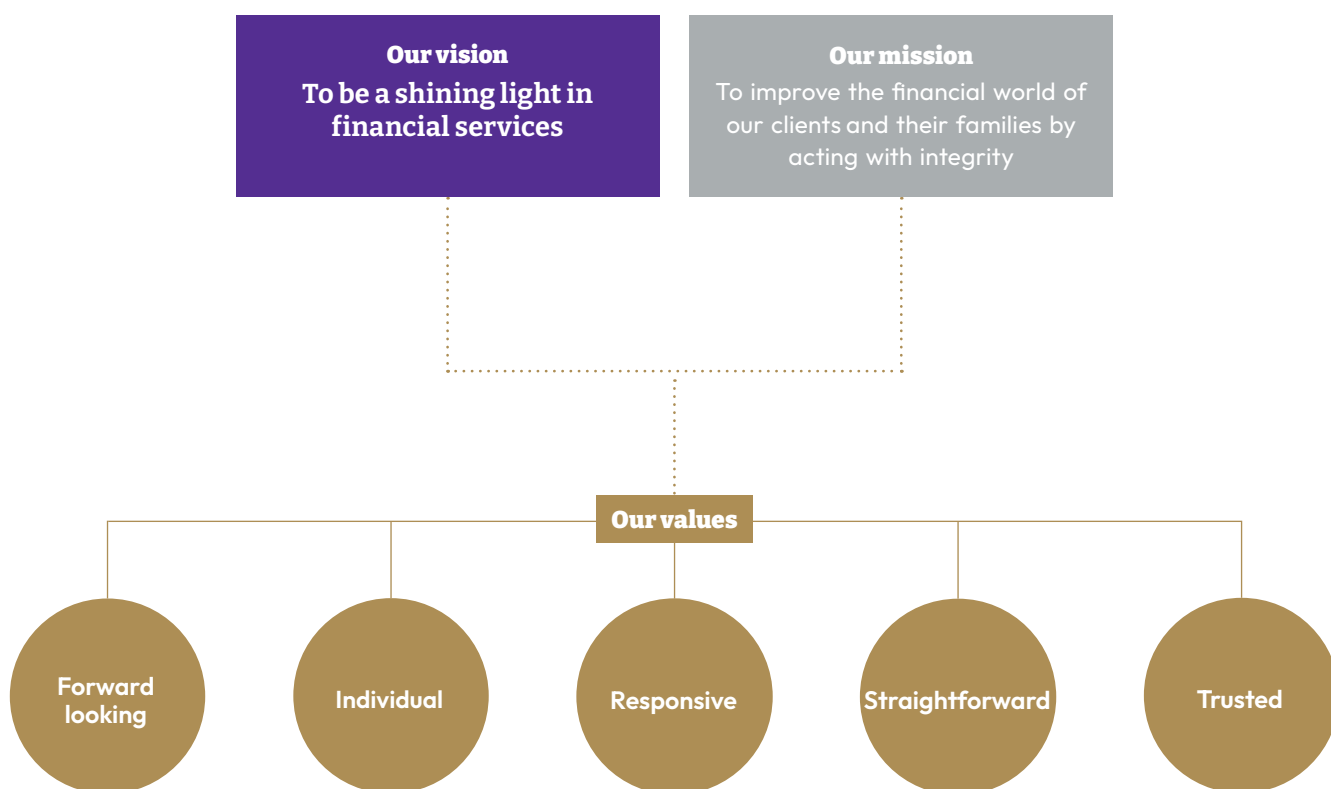 Our vision
To be a shining light in
financial services
Our mission
To improve the financial world of
our clients and their families by
acting with integrity
Our values
Forward
looking
Individual
Responsive
Straightforward
Trusted